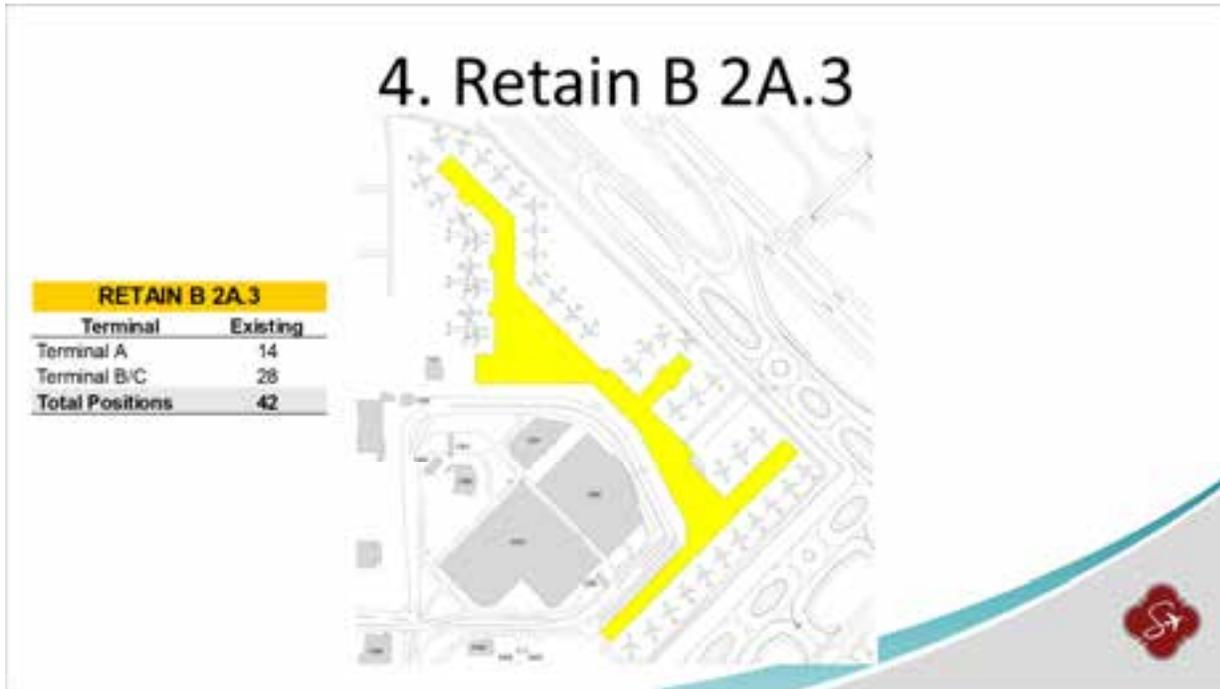 4. Retain B 2A.3
RETAIN B 2A.3
Terminal Existing
Terminal A 14
Terminal B/C 28
Total Positions 42